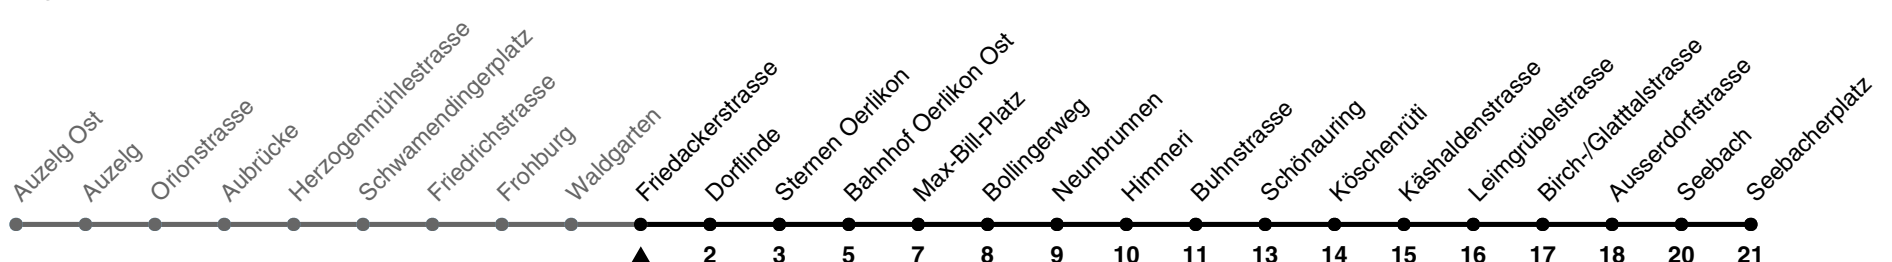 Auzelg Ost
Auzelg
Orionstrasse
Aubrücke
Herzogenmühlestrasse
Schwamendingerplatz
Friedrichstrasse
Frohburg
Waldgarten
Friedackerstrasse
Dorflinde
Sternen Oerlikon
Bahnhof Oerlikon Ost
Max-Bill-Platz
Bollingerweg
Neunbrunnen
Himmeri
Buhnstrasse
Schönauring
Köschenrüti
Käshaldenstrasse
Leimgrübelstrasse
Birch-/Glatttalstrasse
Ausserdorfstrasse
Seebach
Seebacherplatz
2 3 5 7 8 9 10 11 13 14 15 16 17 18 20 21